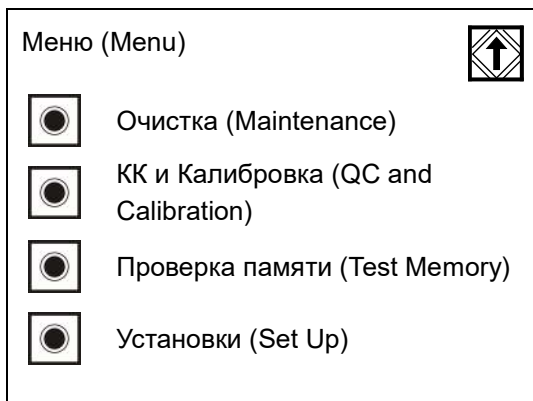 Меню (Menu)
Очистка (Maintenance)
КК и Калибровка (QC and
Calibration)
Проверка памяти (Test Memory)
Установки (Set Up)